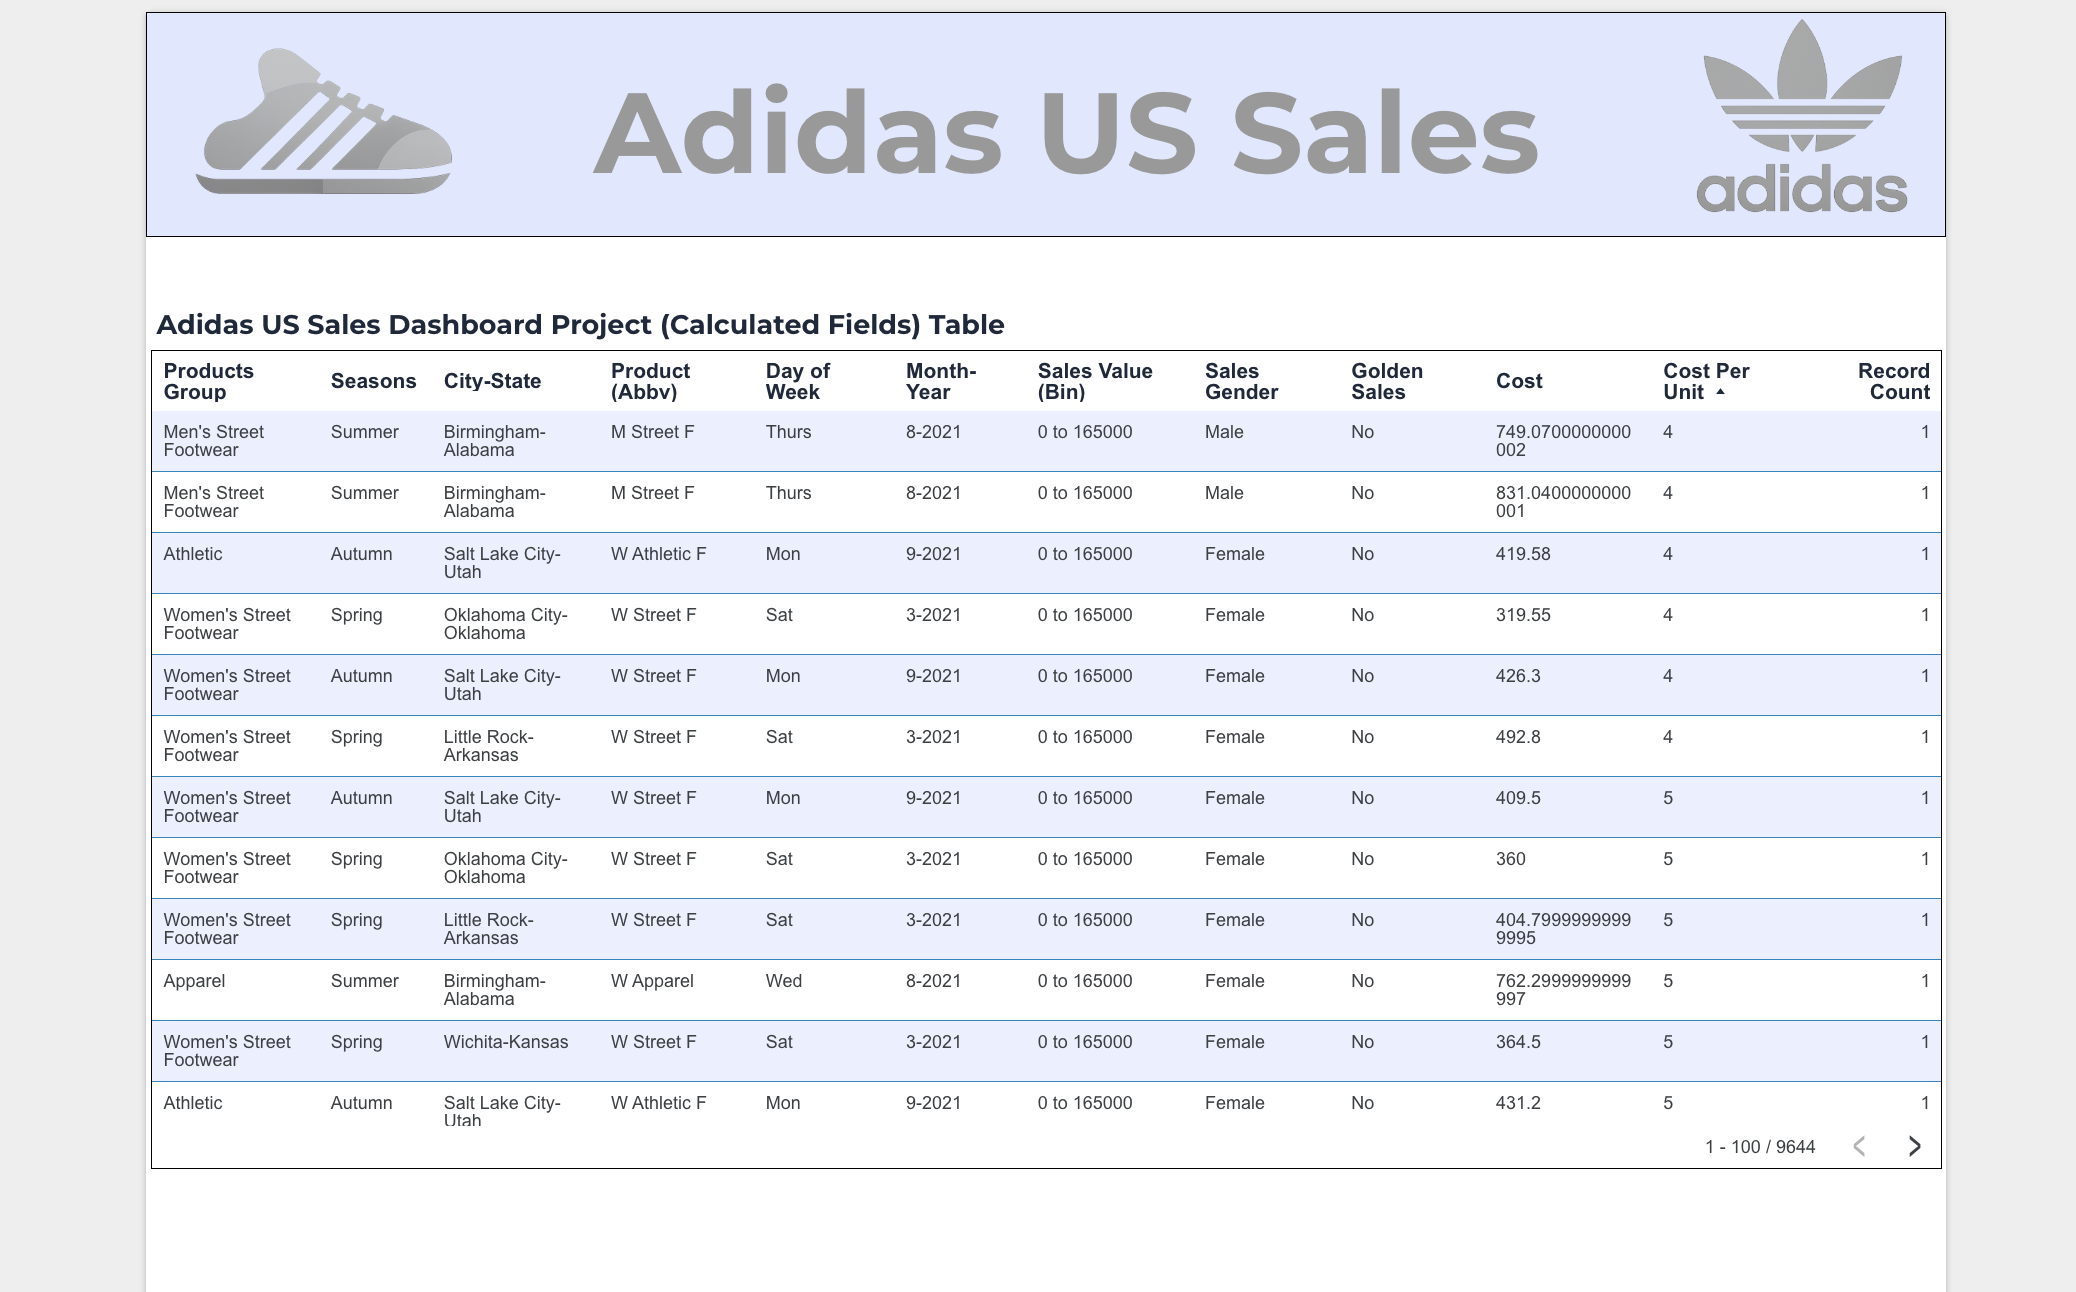 Adidas US Sales
adidas
Adidas US Sales Dashboard Project (Calculated Fields) Table
Products Group Seasons City-State Product (Abbv) Day of Week Month-Year Sales Value (Bin) Sales Gender Golden Sales Cost Cost Per Unit Record Count
Men's Street Footwear Summer Birmingham-Alabama M Street F Thurs 8-2021 0 to 165000 Male No 749.0700000000002 4 1
Men's Street Footwear Summer Birmingham-Alabama M Street F Thurs 8-2021 0 to 165000 Male No 831.0400000000001 4 1
Athletic Autumn Salt Lake City-Utah W Athletic F Mon 9-2021 0 to 165000 Female No 419.58 4 1
Women's Street Footwear Spring Oklahoma City-Oklahoma W Street F Sat 3-2021 0 to 165000 Female No 319.55 4 1
Women's Street Footwear Autumn Salt Lake City-Utah W Street F Mon 9-2021 0 to 165000 Female No 426.3 4 1
Women's Street Footwear Spring Little Rock-Arkansas W Street F Sat 3-2021 0 to 165000 Female No 492.8 4 1
Women's Street Footwear Autumn Salt Lake City-Utah W Street F Mon 9-2021 0 to 165000 Female No 409.5 5 1
Women's Street Footwear Spring Oklahoma City-Oklahoma W Street F Sat 3-2021 0 to 165000 Female No 360 5 1
Women's Street Footwear Spring Little Rock-Arkansas W Street F Sat 3-2021 0 to 165000 Female No 404.79999999999995 5 1
Apparel Summer Birmingham-Alabama W Apparel Wed 8-2021 0 to 165000 Female No 762.2999999999997 5 1
Women's Street Footwear Spring Wichita-Kansas W Street F Sat 3-2021 0 to 165000 Female No 364.5 5 1
Athletic Autumn Salt Lake City-Utah W Athletic F Mon 9-2021 0 to 165000 Female No 431.2 5 1
1 - 100 / 9644